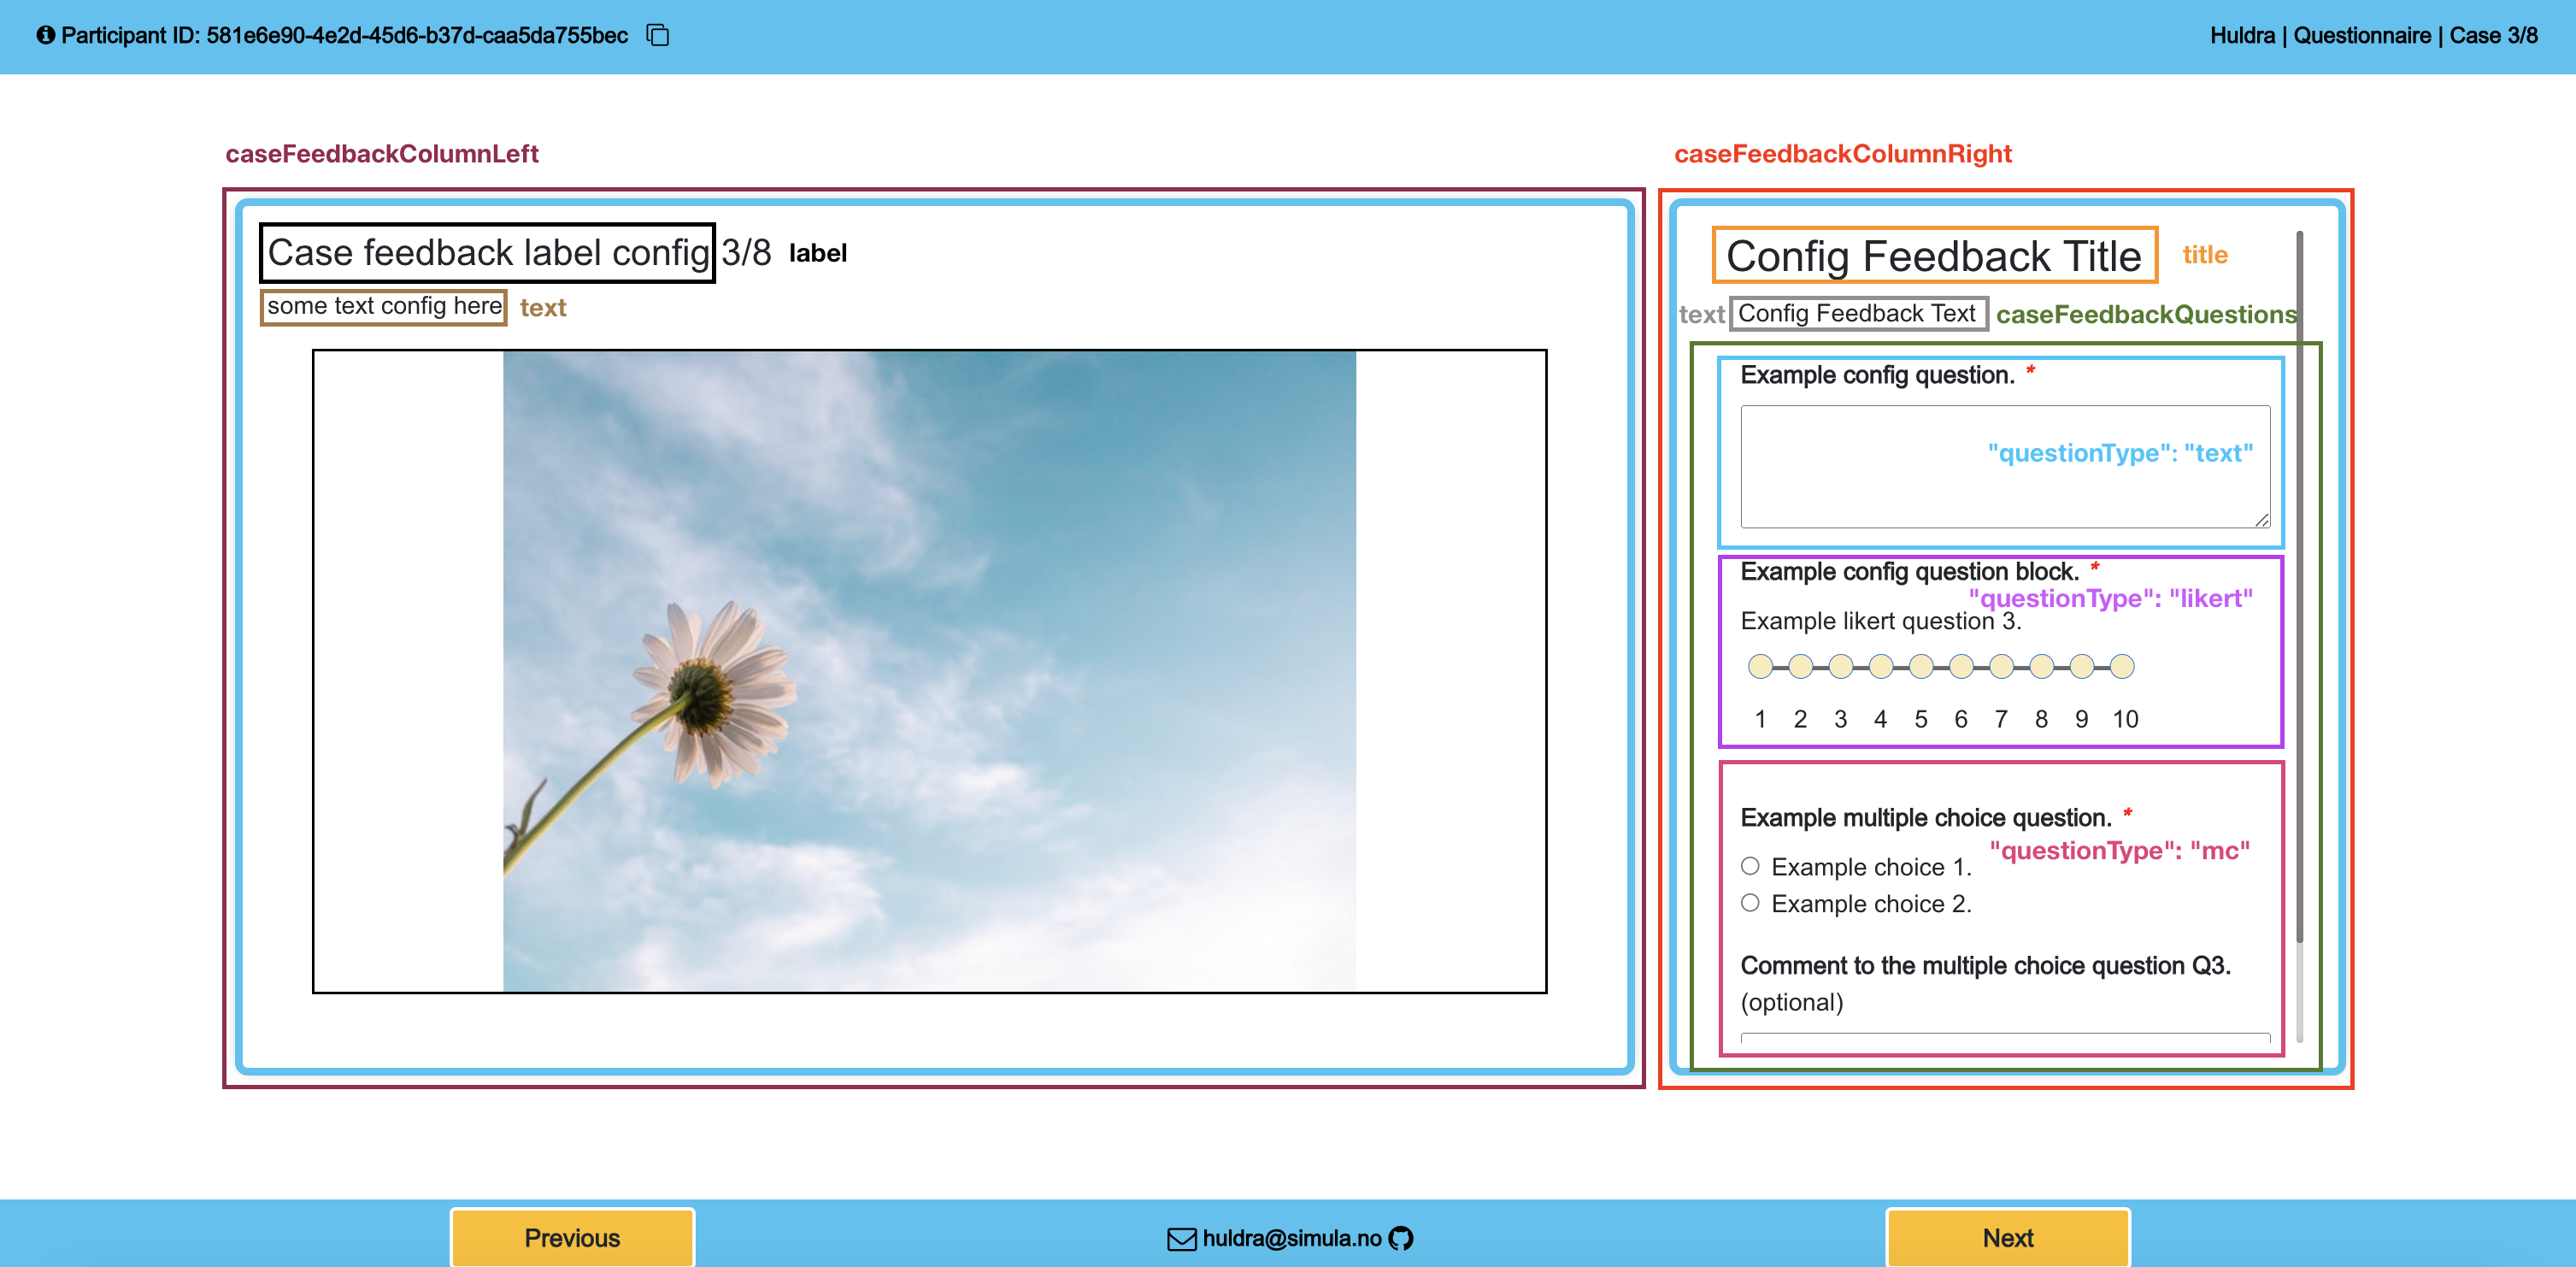 Participant ID: 581e6e90-4e2d-45d6-b37d-caa5da755bec
Huldra | Questionnaire | Case 3/8
caseFeedbackColumnLeft
Case feedback label config 3/8 label
some text config here text
caseFeedbackColumnRight
Config Feedback Title title
text Config Feedback Text caseFeedbackQuestions
Example config question. *
"questionType": "text"
Example config question block. *
"questionType": "likert"
Example likert question 3.
1 2 3 4 5 6 7 8 9 10
Example multiple choice question. *
"questionType": "mc"
Example choice 1.
Example choice 2.
Comment to the multiple choice question Q3.
(optional)
Previous
huldra@simula.no
Next